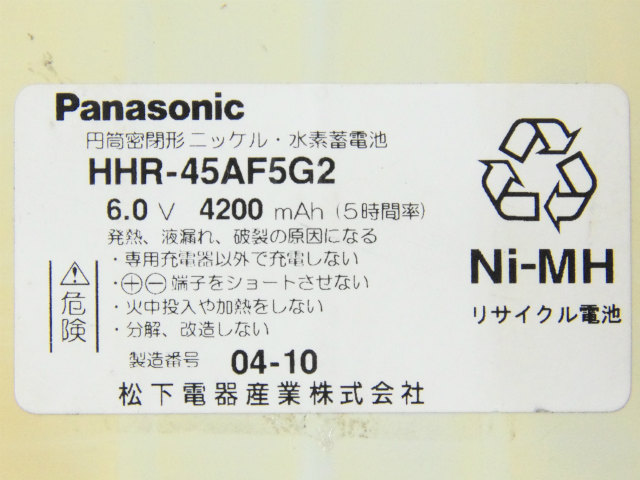 Panasonic
円筒密閉形ニッケル・水素蓄電池
HHR-45AF5G2
6.0 V 4200 mAh (5時間率)
発熱、液漏れ、破裂の原因になる
・専用充電器以外で充電しない
・⊕⊖端子をショートさせない
・火中投入や加熱をしない
・分解、改造しない
危険
製造番号 04-10
松下電器産業株式会社
Ni-MH
リサイクル電池